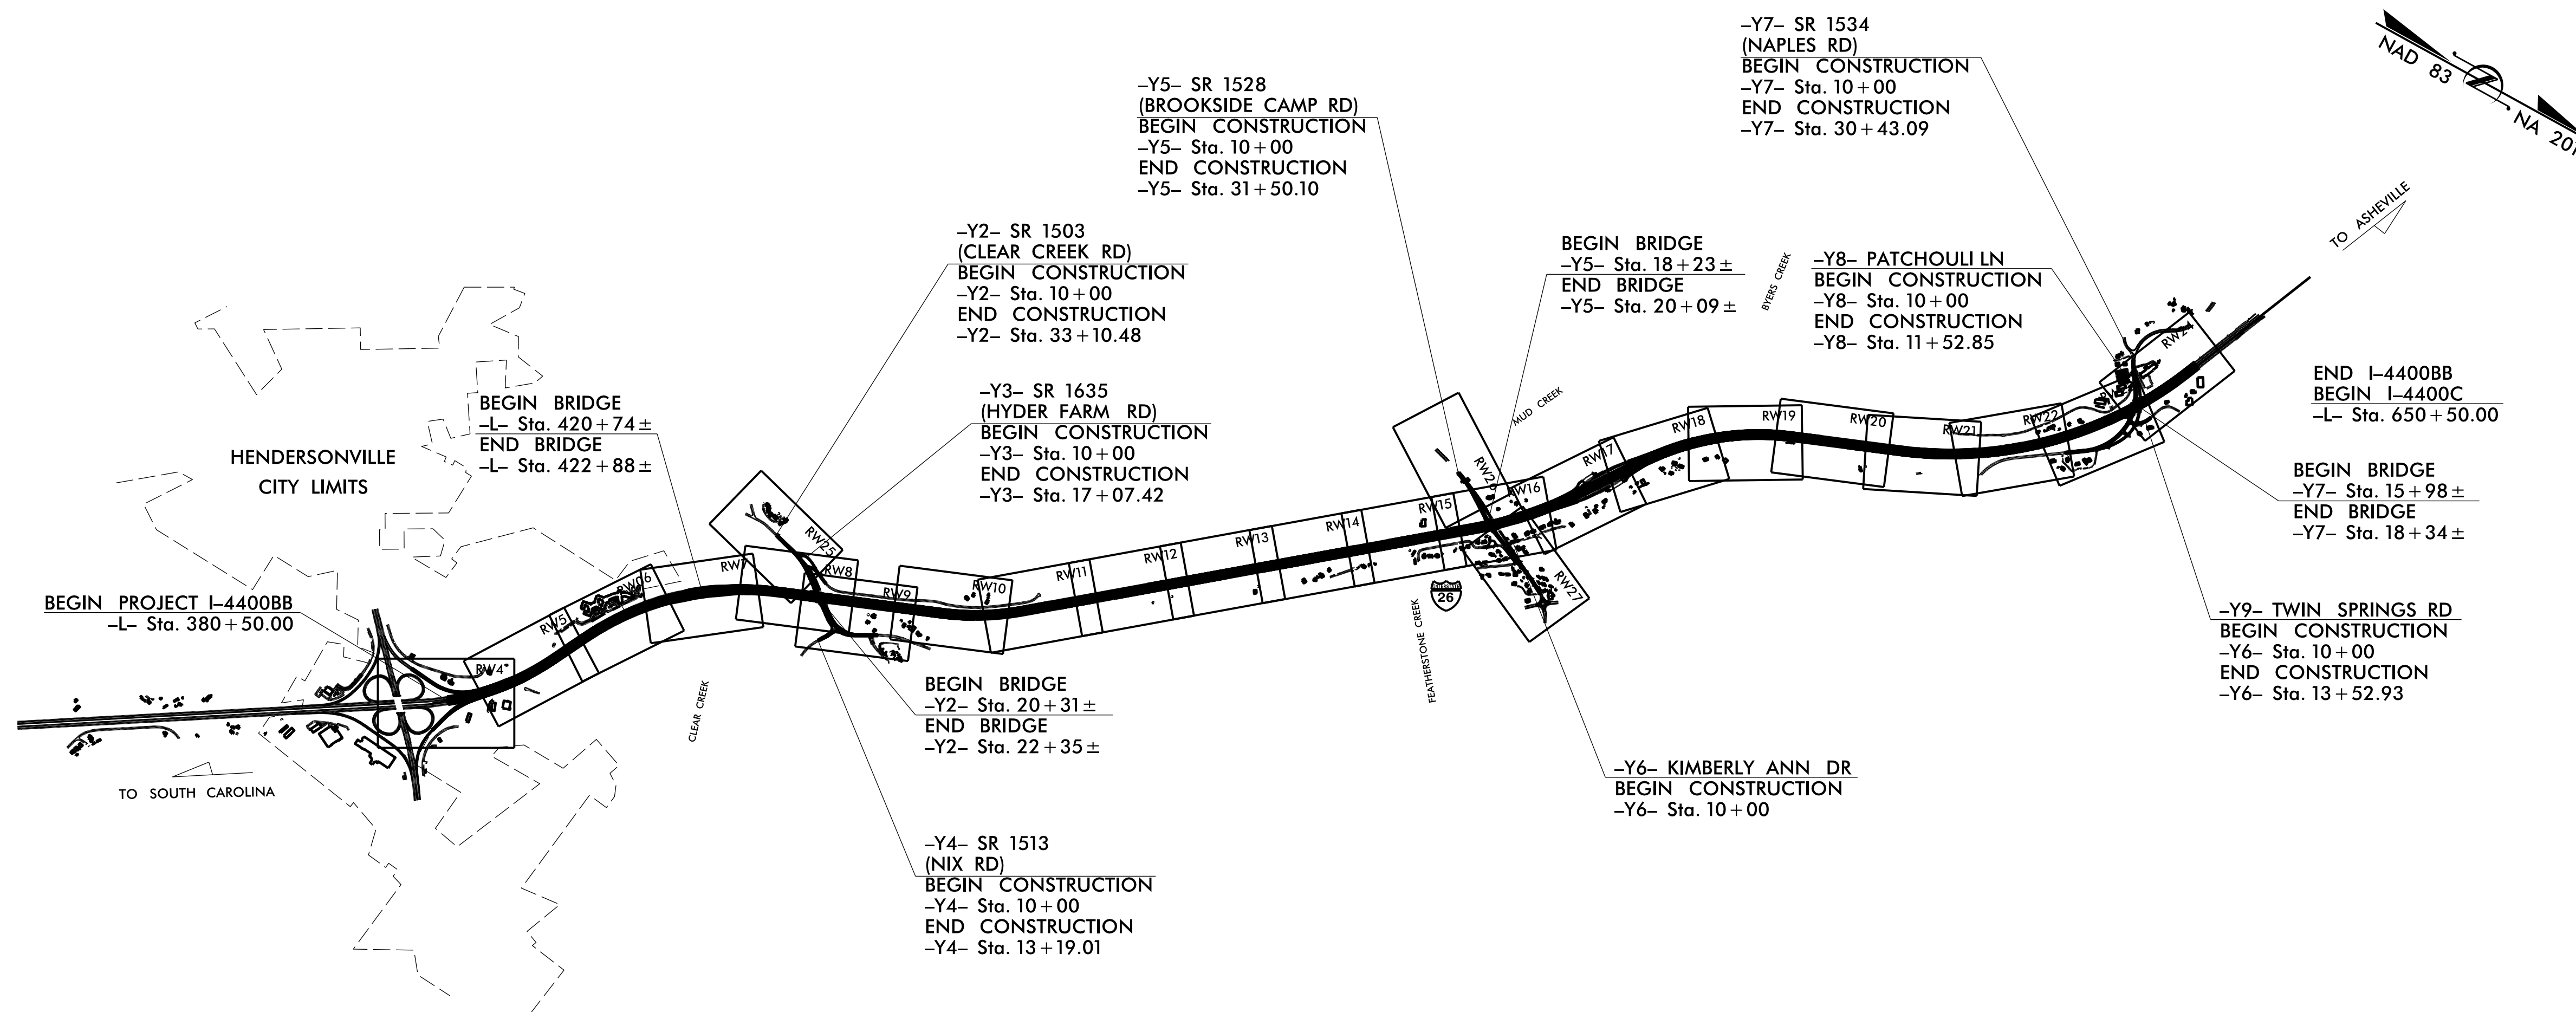 -Y7- SR 1534
(NAPLES RD)
BEGIN CONSTRUCTION
-Y7- Sta. 10+00
END CONSTRUCTION
-Y7- Sta. 30+43.09
NAD 83
-Y5- SR 1528
(BROOKSIDE CAMP RD)
BEGIN CONSTRUCTION
-Y5- Sta. 10+00
END CONSTRUCTION
-Y5- Sta. 31+50.10
TO ASHEVILLE
-Y2- SR 1503
(CLEAR CREEK RD)
BEGIN CONSTRUCTION
-Y2- Sta. 10+00
END CONSTRUCTION
-Y2- Sta. 33+10.48
BEGIN BRIDGE
-Y5- Sta. 18+23±
END BRIDGE
-Y5- Sta. 20+09±
BYERS CREEK
-Y8- PATCHOULI LN
BEGIN CONSTRUCTION
-Y8- Sta. 10+00
END CONSTRUCTION
-Y8- Sta. 11+52.85
END I-4400BB
BEGIN I-4400C
-L- Sta. 650+50.00
-Y3- SR 1635
(HYDER FARM RD)
BEGIN CONSTRUCTION
-Y3- Sta. 10+00
END CONSTRUCTION
-Y3- Sta. 17+07.42
BEGIN BRIDGE
-L- Sta. 420+74±
END BRIDGE
-L- Sta. 422+88±
HENDERSONVILLE
CITY LIMITS
MUD CREEK
BEGIN BRIDGE
-Y7- Sta. 15+98±
END BRIDGE
-Y7- Sta. 18+34±
BEGIN PROJECT I-4400BB
-L- Sta. 380+50.00
RW4
RW5
RW06
RW7
RW25
RW8
RW9
RW10
RW11
RW12
RW13
RW14
RW15
RW16
RW27
RW17
RW18
RW19
RW20
RW21
RW22
26
FEATHERSTONE CREEK
CLEAR CREEK
-Y9- TWIN SPRINGS RD
BEGIN CONSTRUCTION
-Y6- Sta. 10+00
END CONSTRUCTION
-Y6- Sta. 13+52.93
BEGIN BRIDGE
-Y2- Sta. 20+31±
END BRIDGE
-Y2- Sta. 22+35±
TO SOUTH CAROLINA
-Y6- KIMBERLY ANN DR
BEGIN CONSTRUCTION
-Y6- Sta. 10+00
-Y4- SR 1513
(NIX RD)
BEGIN CONSTRUCTION
-Y4- Sta. 10+00
END CONSTRUCTION
-Y4- Sta. 13+19.01